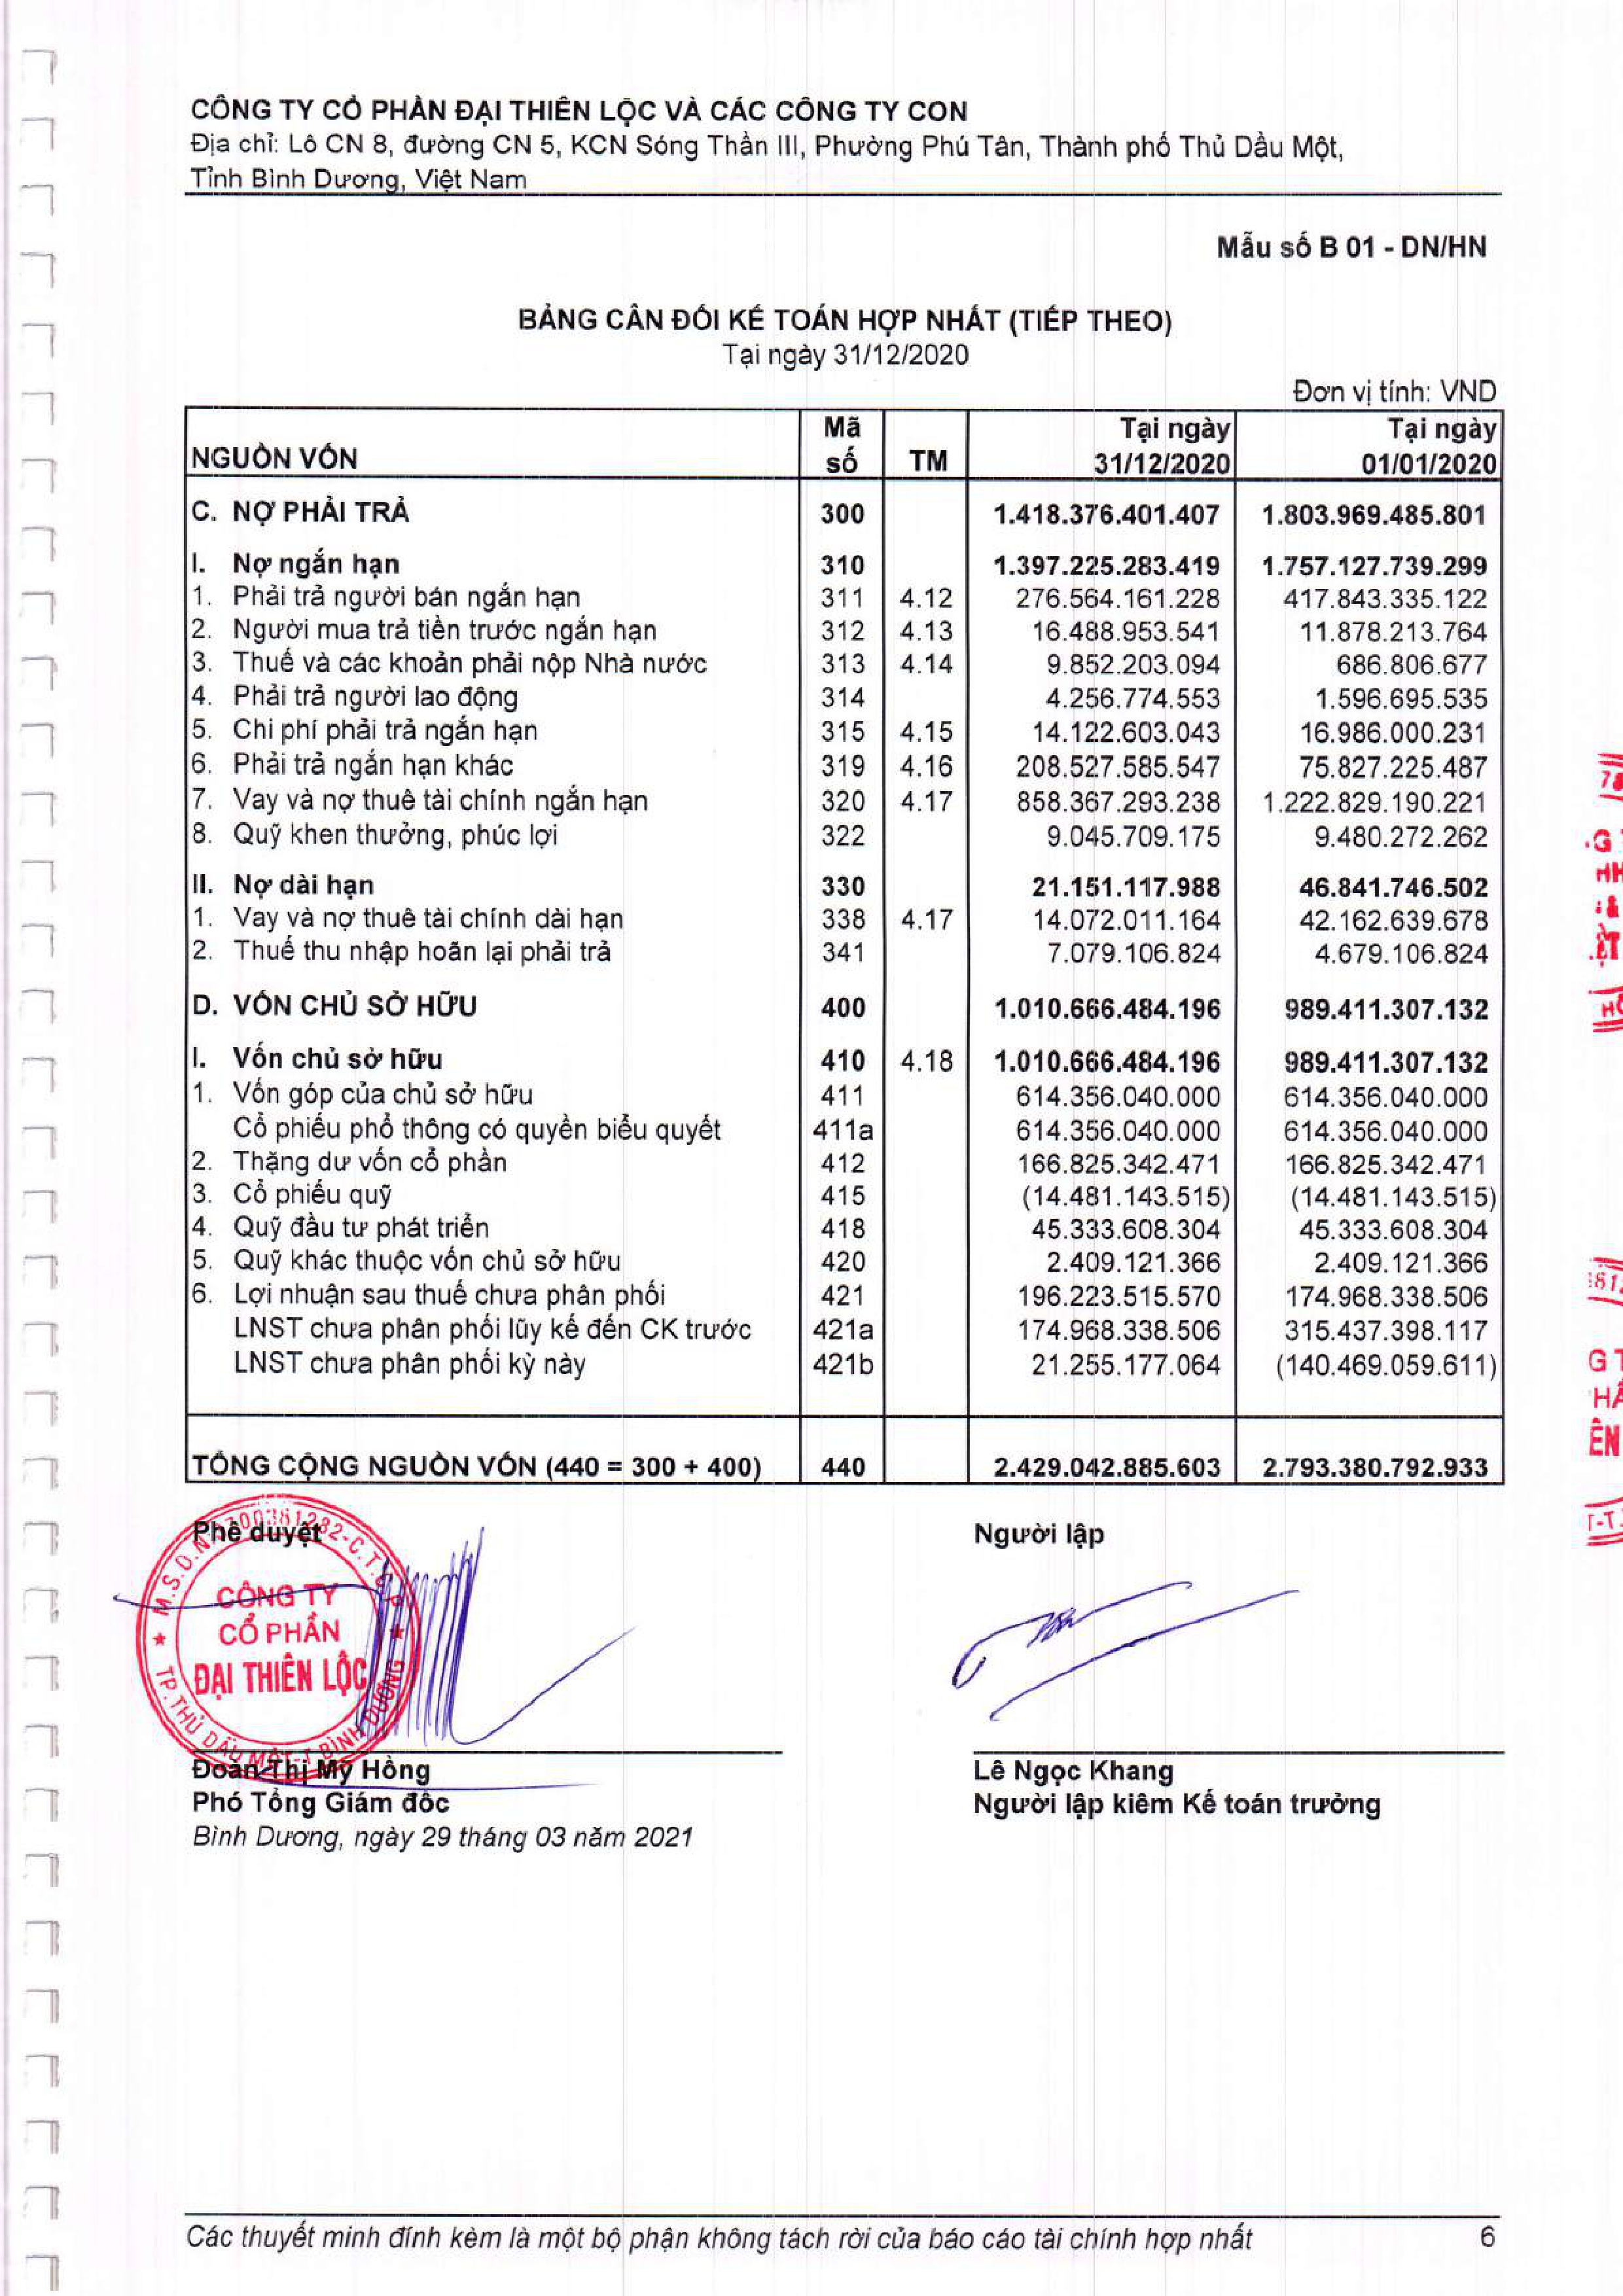 CÔNG TY CỔ PHẦN ĐẠI THIÊN LỘC VÀ CÁC CÔNG TY CON
Địa chỉ: Lô CN 8, đường CN 5, KCN Sóng Thần III, Phường Phú Tân, Thành phố Thủ Dầu Một,
Tỉnh Bình Dương, Việt Nam
Mẫu số B 01 - DN/HN
BẢNG CÂN ĐỐI KẾ TOÁN HỢP NHẤT (TIẾP THEO)
Tại ngày 31/12/2020
Đơn vị tính: VND
NGUỒN VỐN Mã số TM Tại ngày 31/12/2020 Tại ngày 01/01/2020
C. NỢ PHẢI TRẢ 300 1.418.376.401.407 1.803.969.485.801
I. Nợ ngắn hạn 310 1.397.225.283.419 1.757.127.739.299
1. Phải trả người bán ngắn hạn 311 4.12 276.564.161.228 417.843.335.122
2. Người mua trả tiền trước ngắn hạn 312 4.13 16.488.953.541 11.878.213.764
3. Thuế và các khoản phải nộp Nhà nước 313 4.14 9.852.203.094 686.806.677
4. Phải trả người lao động 314 4.256.774.553 1.596.695.535
5. Chi phí phải trả ngắn hạn 315 4.15 14.122.603.043 16.986.000.231
6. Phải trả ngắn hạn khác 319 4.16 208.527.585.547 75.827.225.487
7. Vay và nợ thuê tài chính ngắn hạn 320 4.17 858.367.293.238 1.222.829.190.221
8. Quỹ khen thưởng, phúc lợi 322 9.045.709.175 9.480.272.262
II. Nợ dài hạn 330 21.151.117.988 46.841.746.502
1. Vay và nợ thuê tài chính dài hạn 338 4.17 14.072.011.164 42.162.639.678
2. Thuế thu nhập hoãn lại phải trả 341 7.079.106.824 4.679.106.824
D. VỐN CHỦ SỞ HỮU 400 1.010.666.484.196 989.411.307.132
I. Vốn chủ sở hữu 410 4.18 1.010.666.484.196 989.411.307.132
1. Vốn góp của chủ sở hữu 411 614.356.040.000 614.356.040.000
Cổ phiếu phổ thông có quyền biểu quyết 411a 614.356.040.000 614.356.040.000
2. Thặng dư vốn cổ phần 412 166.825.342.471 166.825.342.471
3. Cổ phiếu quỹ 415 (14.481.143.515) (14.481.143.515)
4. Quỹ đầu tư phát triển 418 45.333.608.304 45.333.608.304
5. Quỹ khác thuộc vốn chủ sở hữu 420 2.409.121.366 2.409.121.366
6. Lợi nhuận sau thuế chưa phân phối 421 196.223.515.570 174.968.338.506
LNST chưa phân phối lũy kế đến CK trước 421a 174.968.338.506 315.437.398.117
LNST chưa phân phối kỳ này 421b 21.255.177.064 (140.469.059.611)
TỔNG CỘNG NGUỒN VỐN (440 = 300 + 400) 440 2.429.042.885.603 2.793.380.792.933
Phê duyệt Người lập
CÔNG TY
CỔ PHẦN
ĐẠI THIÊN LỘC
TP.THỦ DẦU MỘT-T.BÌNH DƯƠNG
Đoàn Thị Mỹ Hồng Lê Ngọc Khang
Phó Tổng Giám đốc Người lập kiêm Kế toán trưởng
Bình Dương, ngày 29 tháng 03 năm 2021
Các thuyết minh đính kèm là một bộ phận không tách rời của báo cáo tài chính hợp nhất 6